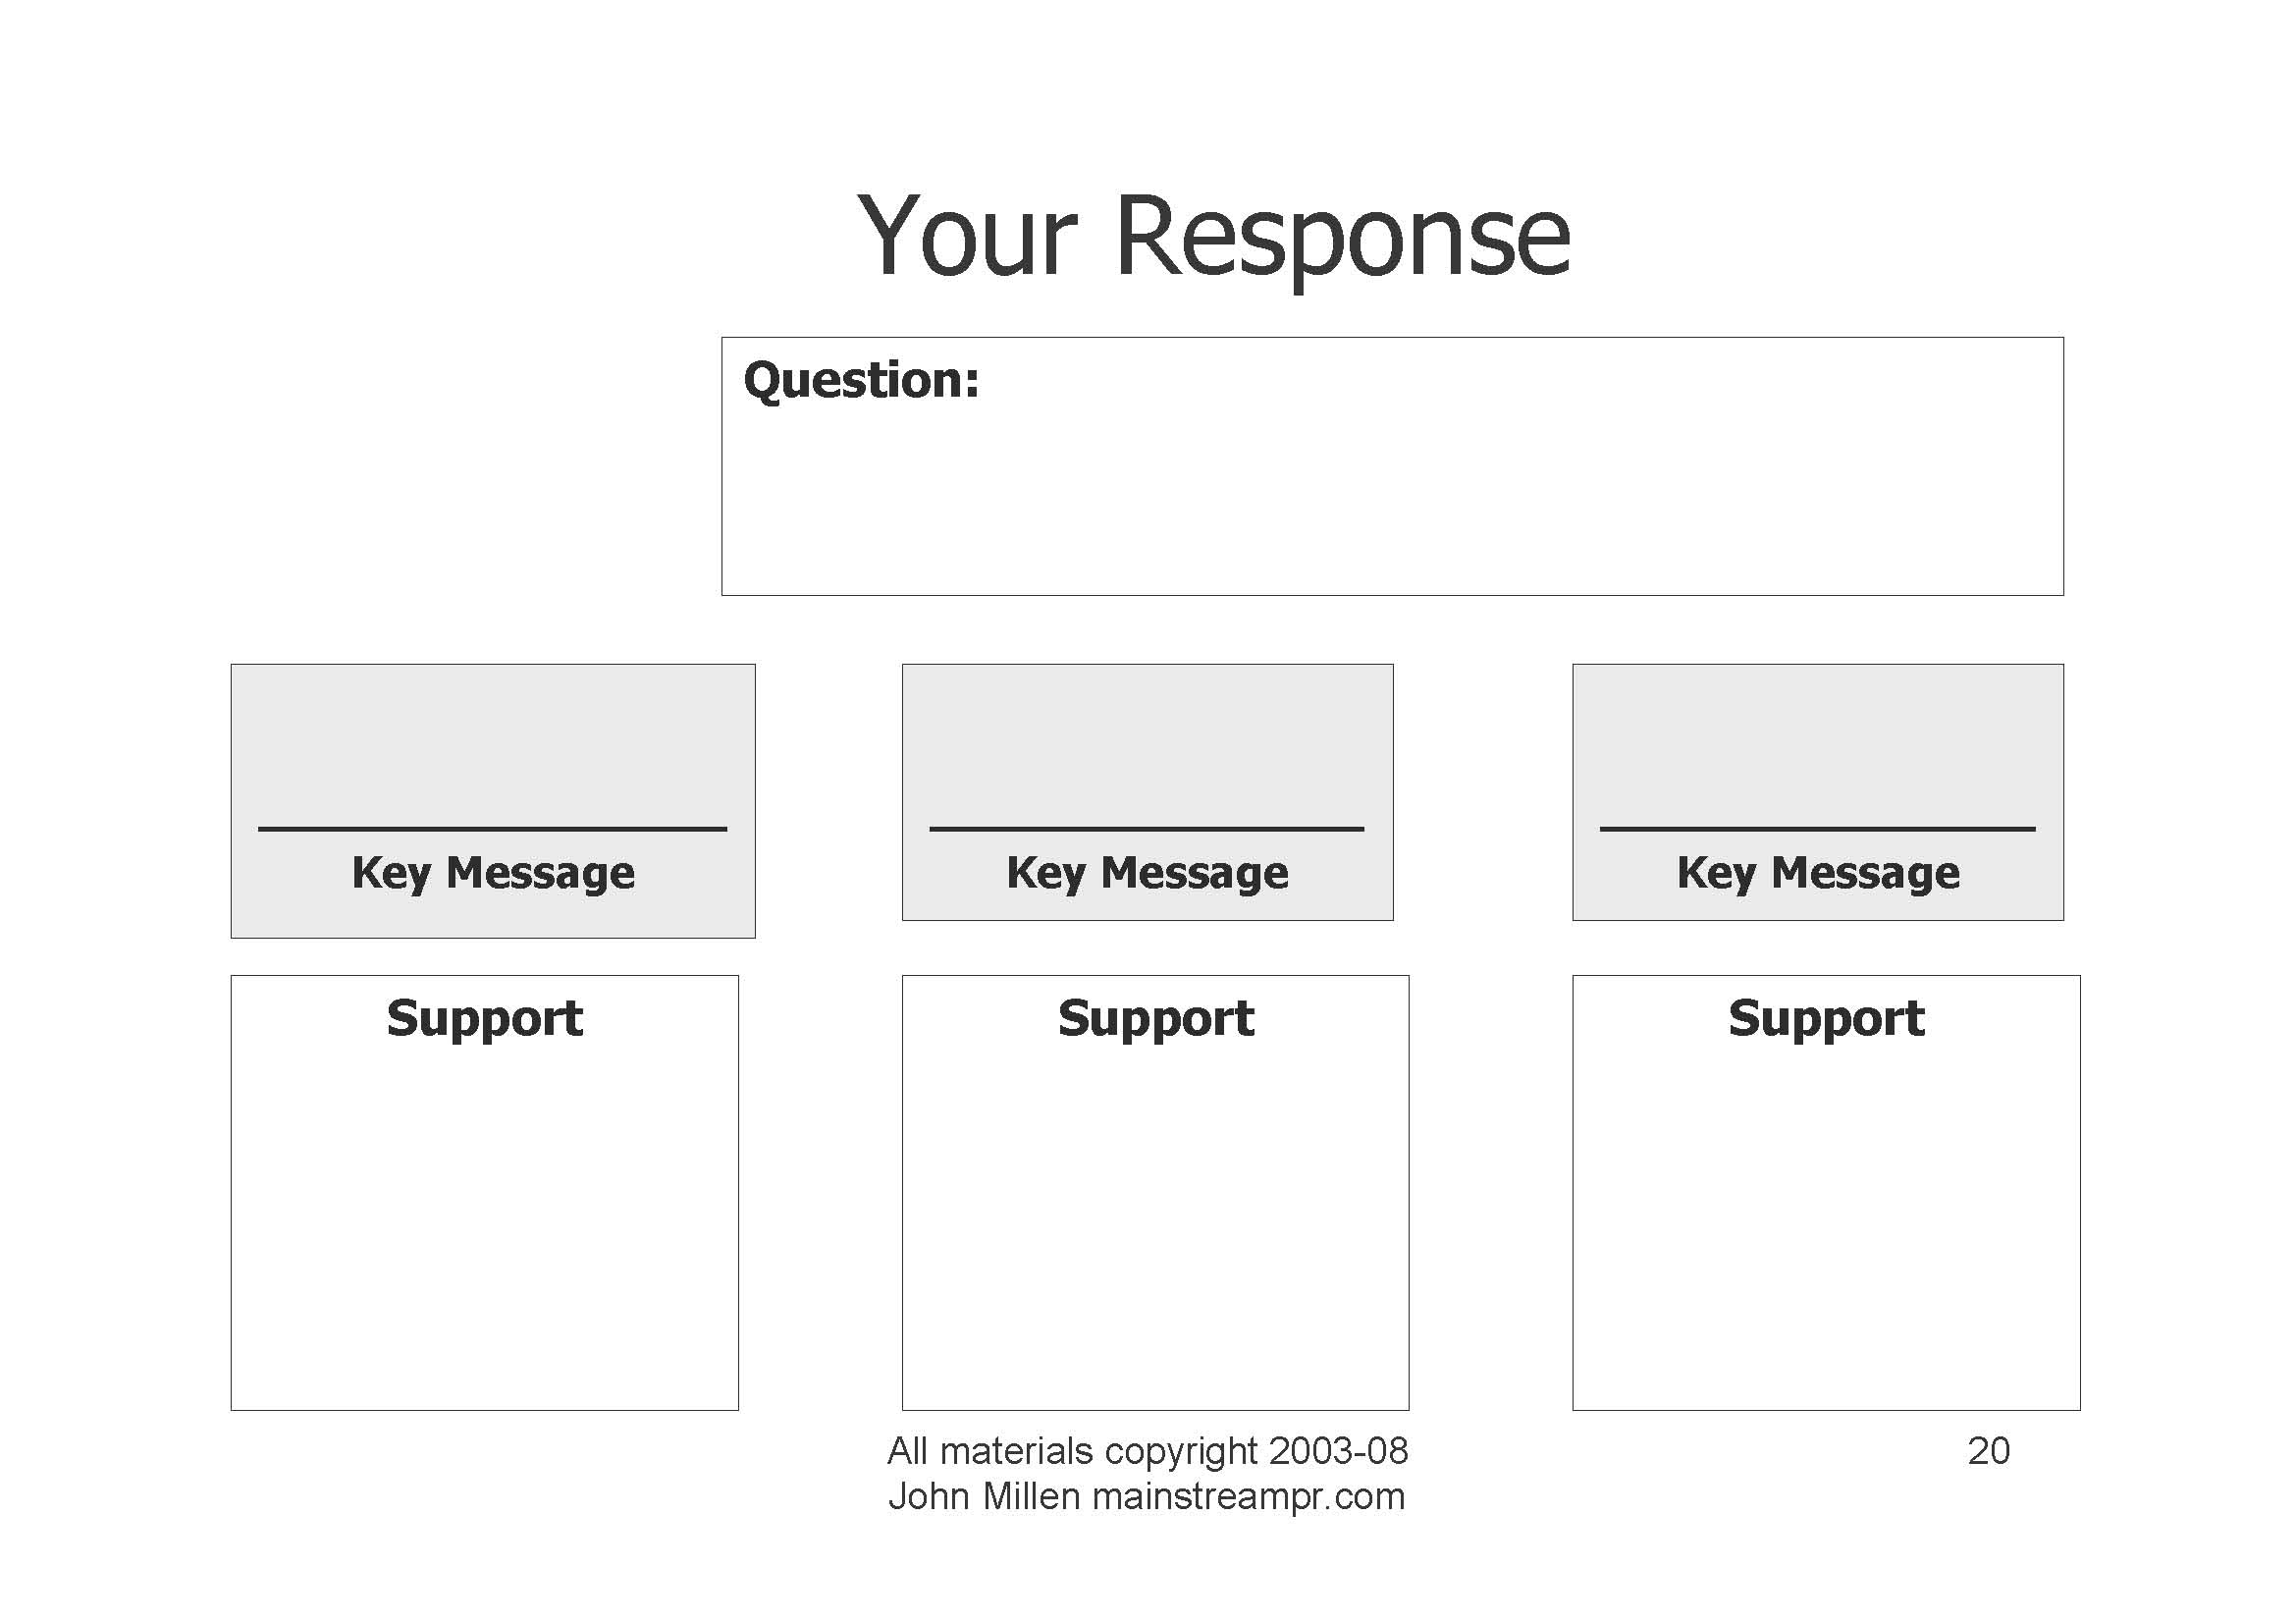 Your Response
Question:
Key Message
Key Message
Key Message
Support
Support
Support
All materials copyright 2003-08
John Millen mainstreampr.com
20